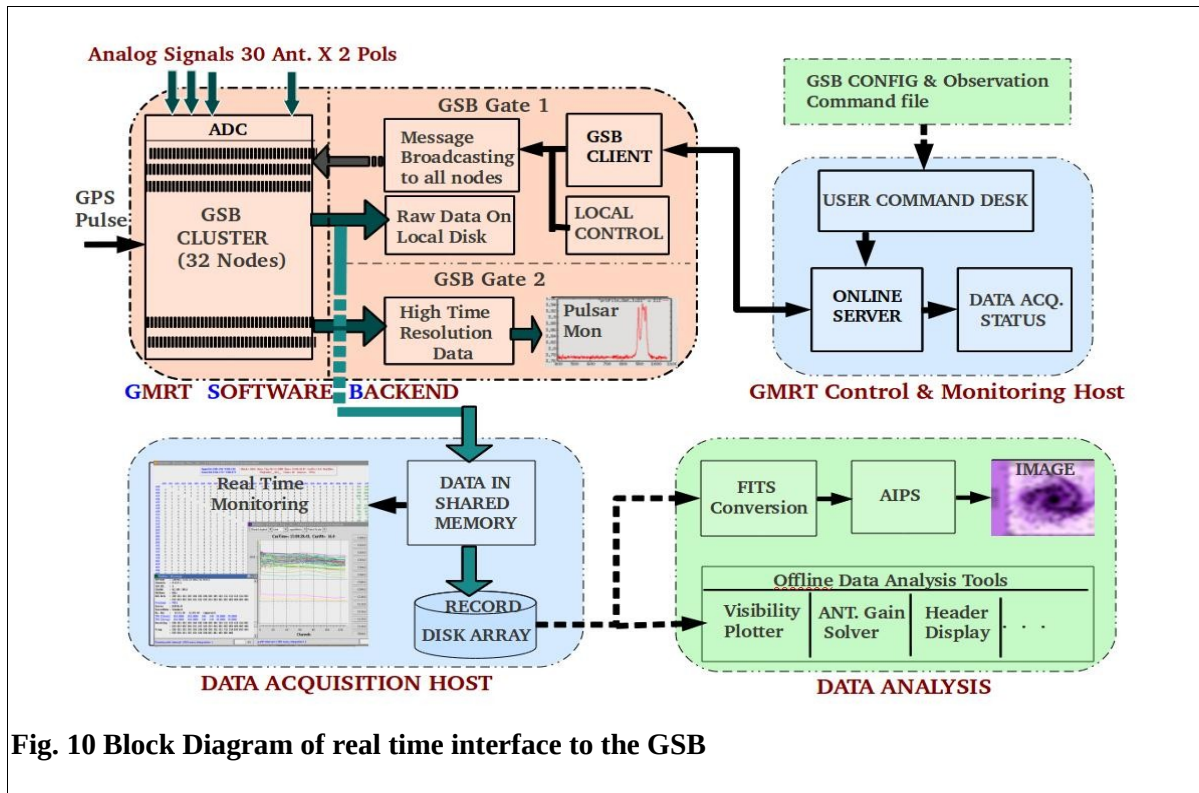 Analog Signals 30 Ant. X 2 Pols
ADC
GPS
Pulse
GSB
CLUSTER
(32 Nodes)
GSB Gate 1
Message
Broadcasting
to all nodes
GSB
CLIENT
Raw Data On
Local Disk
LOCAL
CONTROL
GSB Gate 2
High Time
Resolution
Data
Pulsar
Mon
GMRT SOFTWARE BACKEND
GSB CONFIG & Observation
Command file
USER COMMAND DESK
ONLINE
SERVER
DATA ACQ.
STATUS
GMRT Control & Monitoring Host
Real Time
Monitoring
Channels
DATA IN
SHARED
MEMORY
RECORD
DISK ARRAY
DATA ACQUISITION HOST
FITS
Conversion
AIPS
IMAGE
Offline Data Analysis Tools
Visibility
Plotter
ANT. Gain
Solver
Header
Display
. . .
DATA ANALYSIS
Fig. 10 Block Diagram of real time interface to the GSB